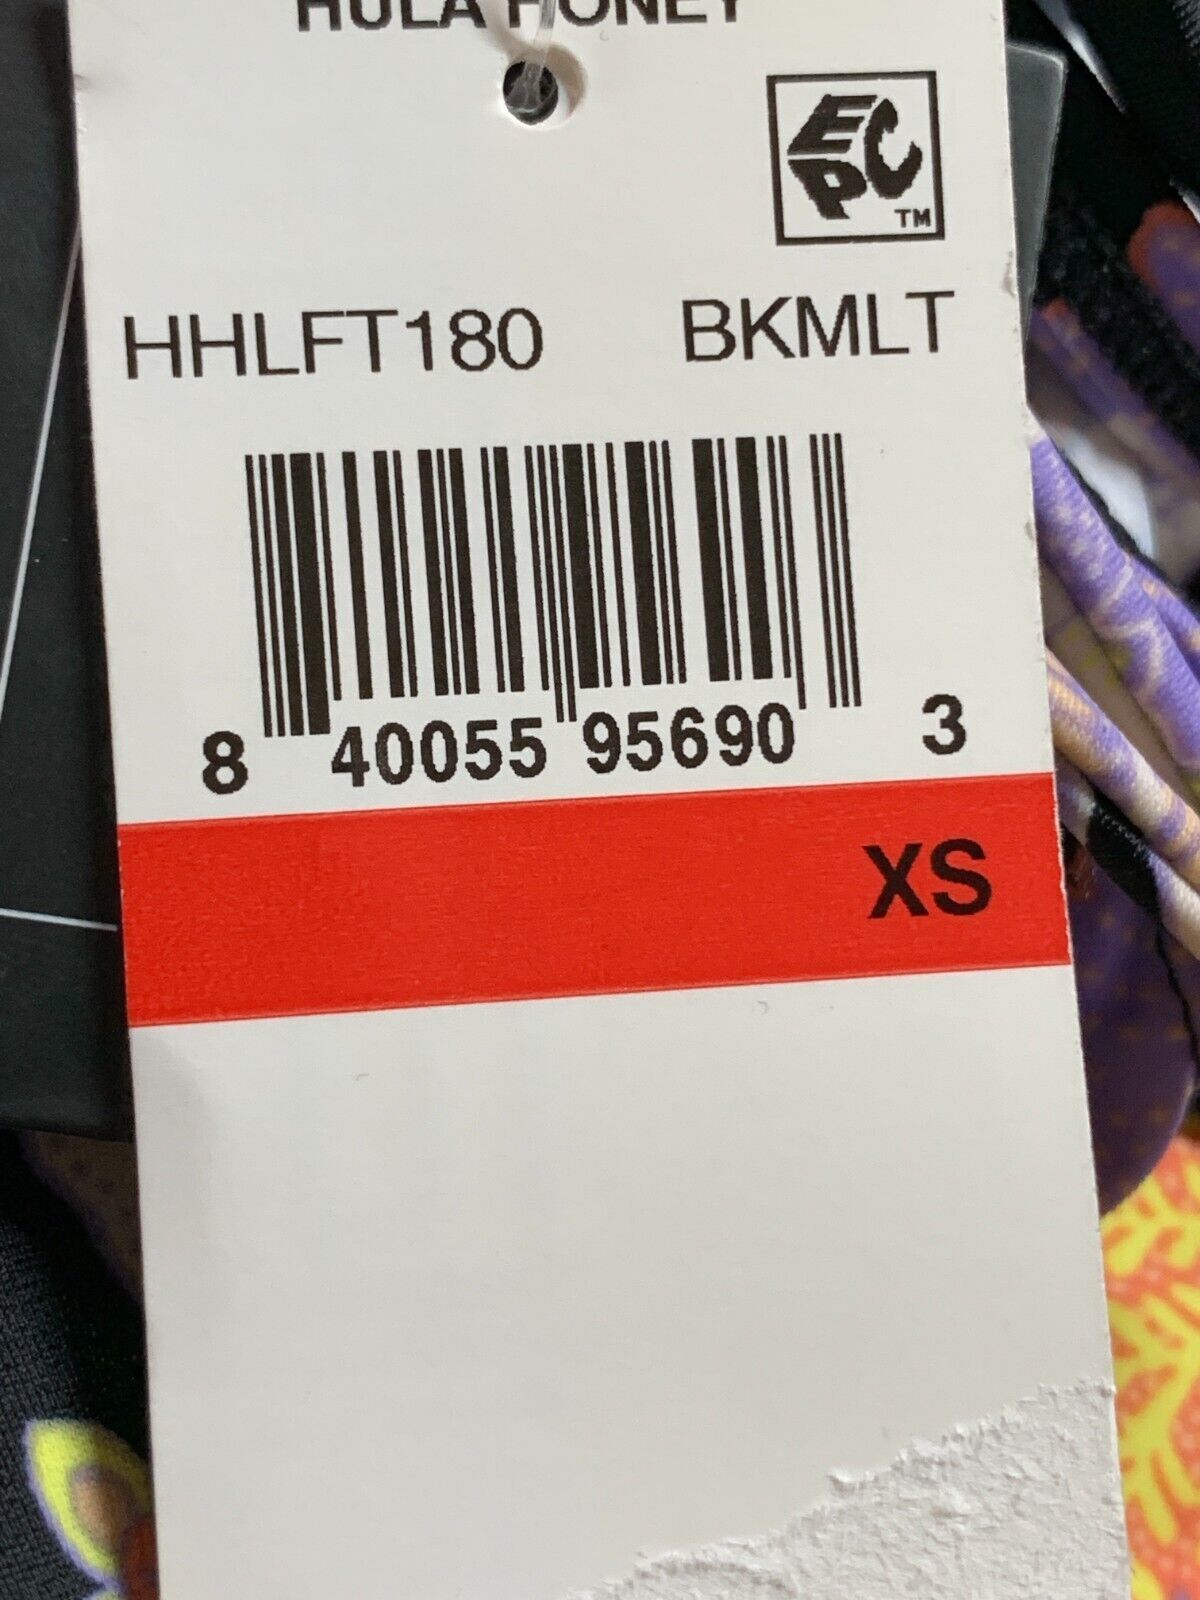 HULA HONEY
EPC
TM
HHLFT180 BKMLT
8 40055 95690 3
XS